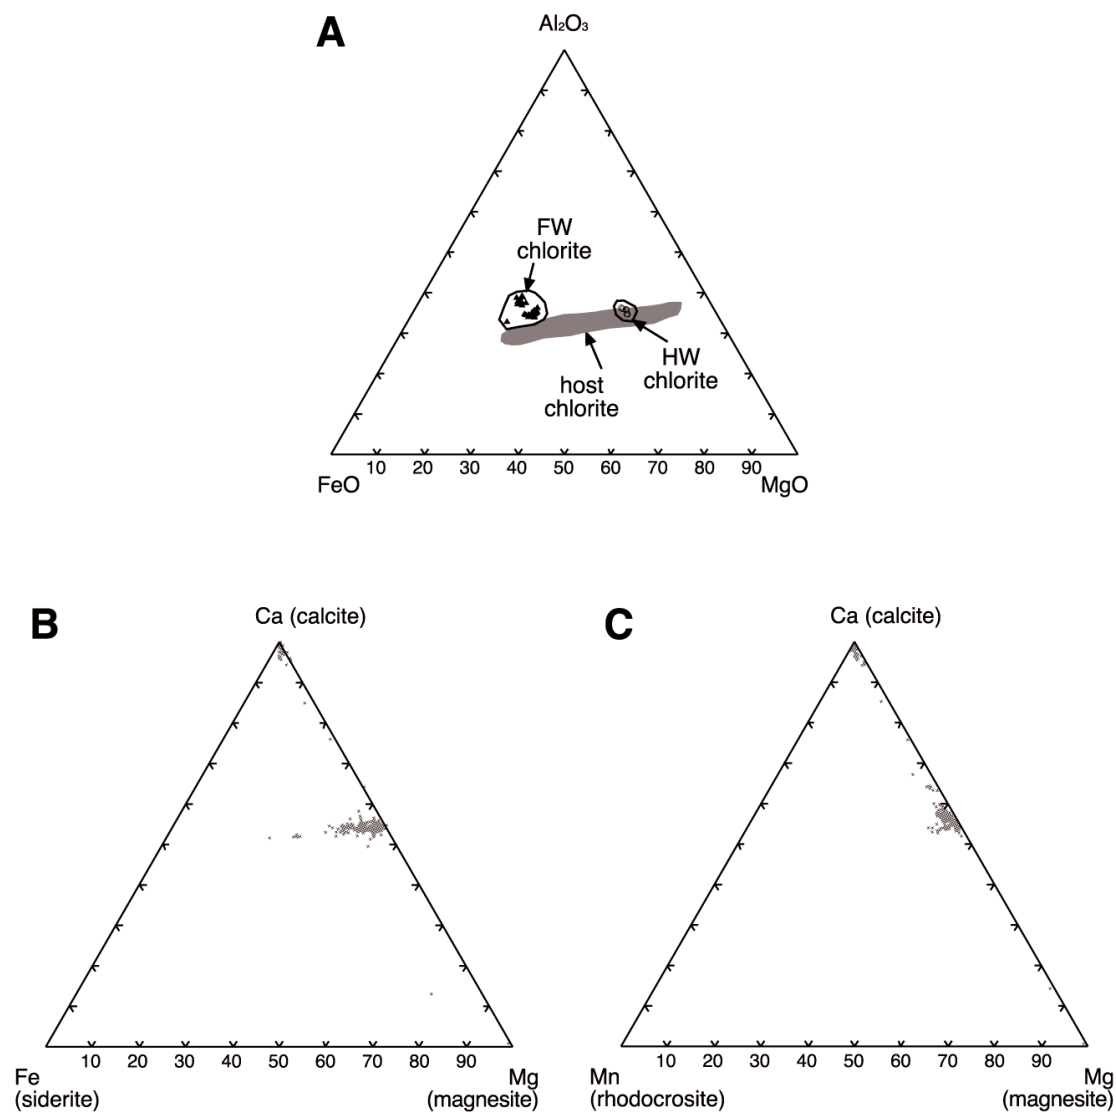 A
Al₂O₃
FW
chlorite
HW
chlorite
host
chlorite
10 20 30 40 50 60 70 80 90
FeO MgO
B
Ca (calcite)
10 20 30 40 50 60 70 80 90
Fe
(siderite)
Mg
(magnesite)
C
Ca (calcite)
10 20 30 40 50 60 70 80 90
Mn
(rhodocrosite)
Mg
(magnesite)